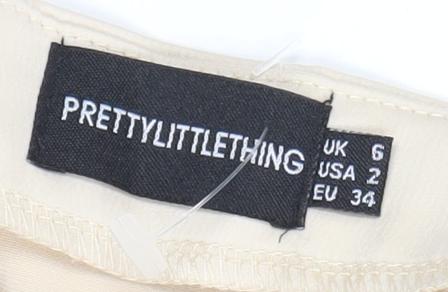 PRETTYLITTLETHING
UK 6
USA 2
EU 34